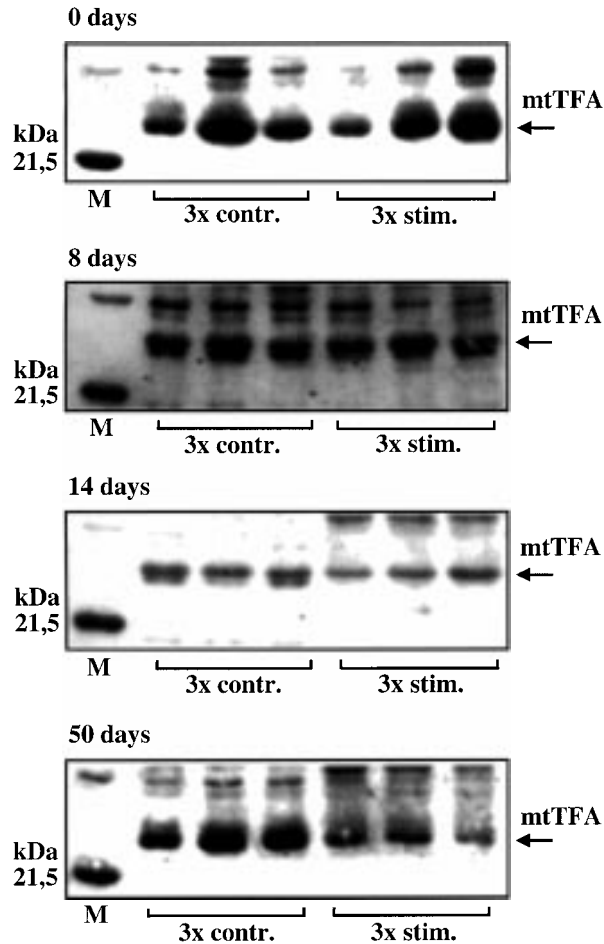 0 days
mtTFA
kDa
21,5
M
3x contr.
3x stim.
8 days
mtTFA
kDa
21,5
M
3x contr.
3x stim.
14 days
mtTFA
kDa
21,5
M
3x contr.
3x stim.
50 days
mtTFA
kDa
21,5
M
3x contr.
3x stim.